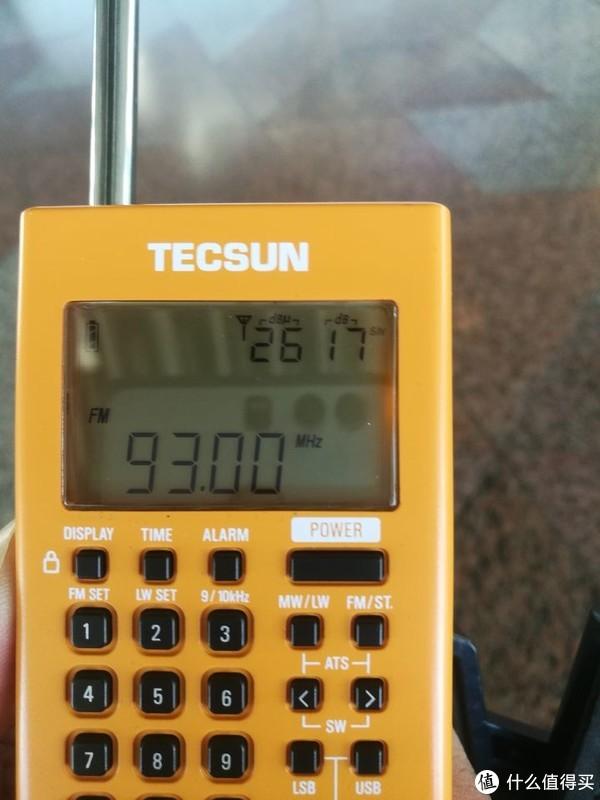 TECSUN
dBμ dB
26 17 S/N
FM
93.00 MHz
DISPLAY TIME ALARM POWER
FM SET LW SET 9/10kHz MW/LW FM/ST.
1 2 3
ATS
4 5 6 < >
SW
7 8 9
LSB USB
值 什么值得买